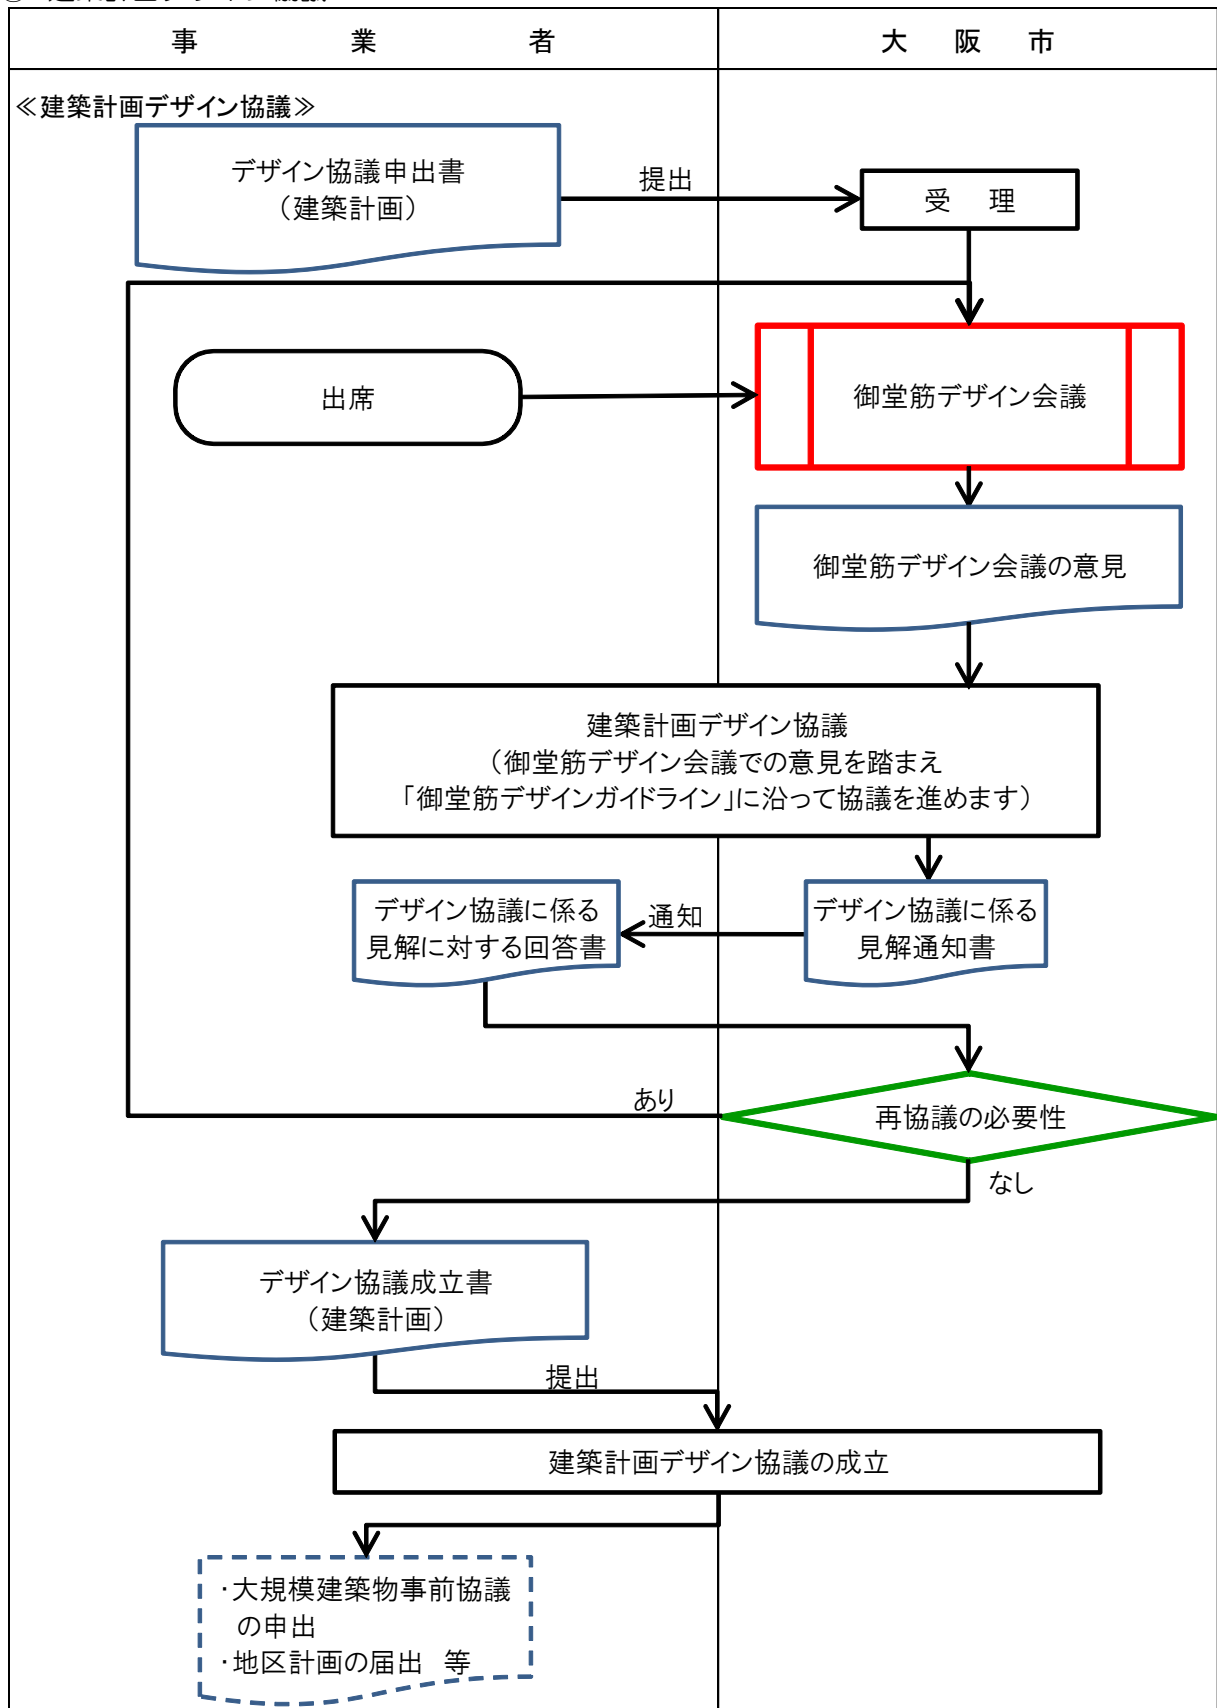 事業者
大阪市
≪建築計画デザイン協議≫
デザイン協議申出書
（建築計画）
提出
受理
出席
御堂筋デザイン会議
御堂筋デザイン会議の意見
建築計画デザイン協議
（御堂筋デザイン会議での意見を踏まえ
「御堂筋デザインガイドライン」に沿って協議を進めます）
デザイン協議に係る
見解に対する回答書
通知
デザイン協議に係る
見解通知書
あり
再協議の必要性
なし
デザイン協議成立書
（建築計画）
提出
建築計画デザイン協議の成立
・大規模建築物事前協議
の申出
・地区計画の届出 等